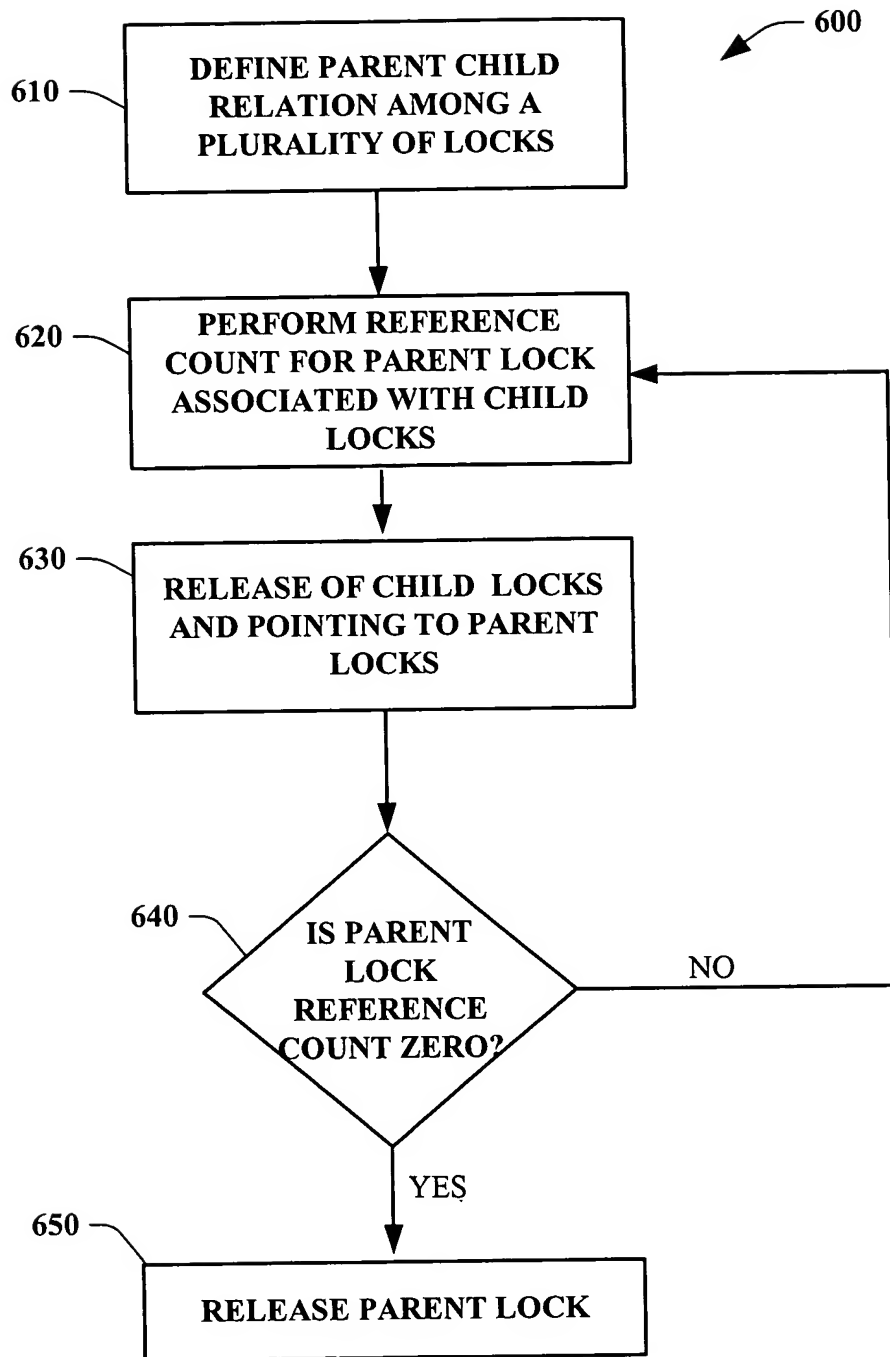 600
610
DEFINE PARENT CHILD
RELATION AMONG A
PLURALITY OF LOCKS
620
PERFORM REFERENCE
COUNT FOR PARENT LOCK
ASSOCIATED WITH CHILD
LOCKS
630
RELEASE OF CHILD LOCKS
AND POINTING TO PARENT
LOCKS
640
IS PARENT
LOCK
REFERENCE
COUNT ZERO?
NO
YES
650
RELEASE PARENT LOCK